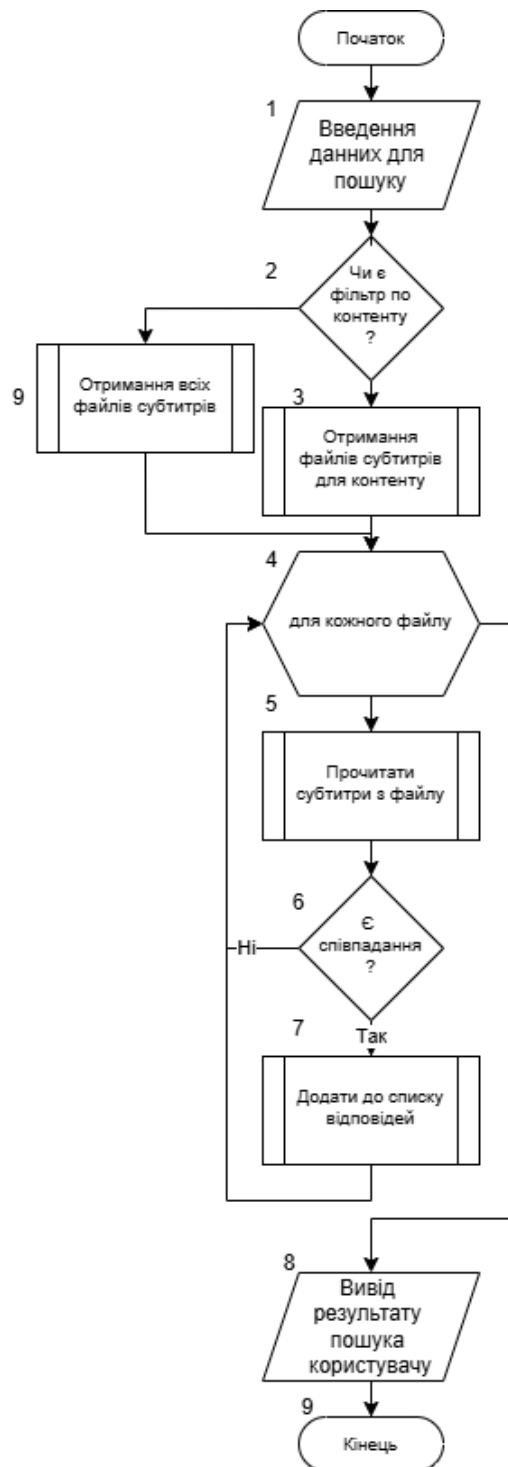 Початок
1
Введення
данних для
пошуку
2
Чи є
фільтр по
контенту
?
9
Отримання всіх
файлів субтитрів
3
Отримання
файлів субтитрів
для контенту
4
для кожного файлу
5
Прочитати
субтитри з файлу
6
Є
співпадання
?
Ні
Так
7
Додати до списку
відповідей
8
Вивід
результату
пошука
користувачу
9
Кінець